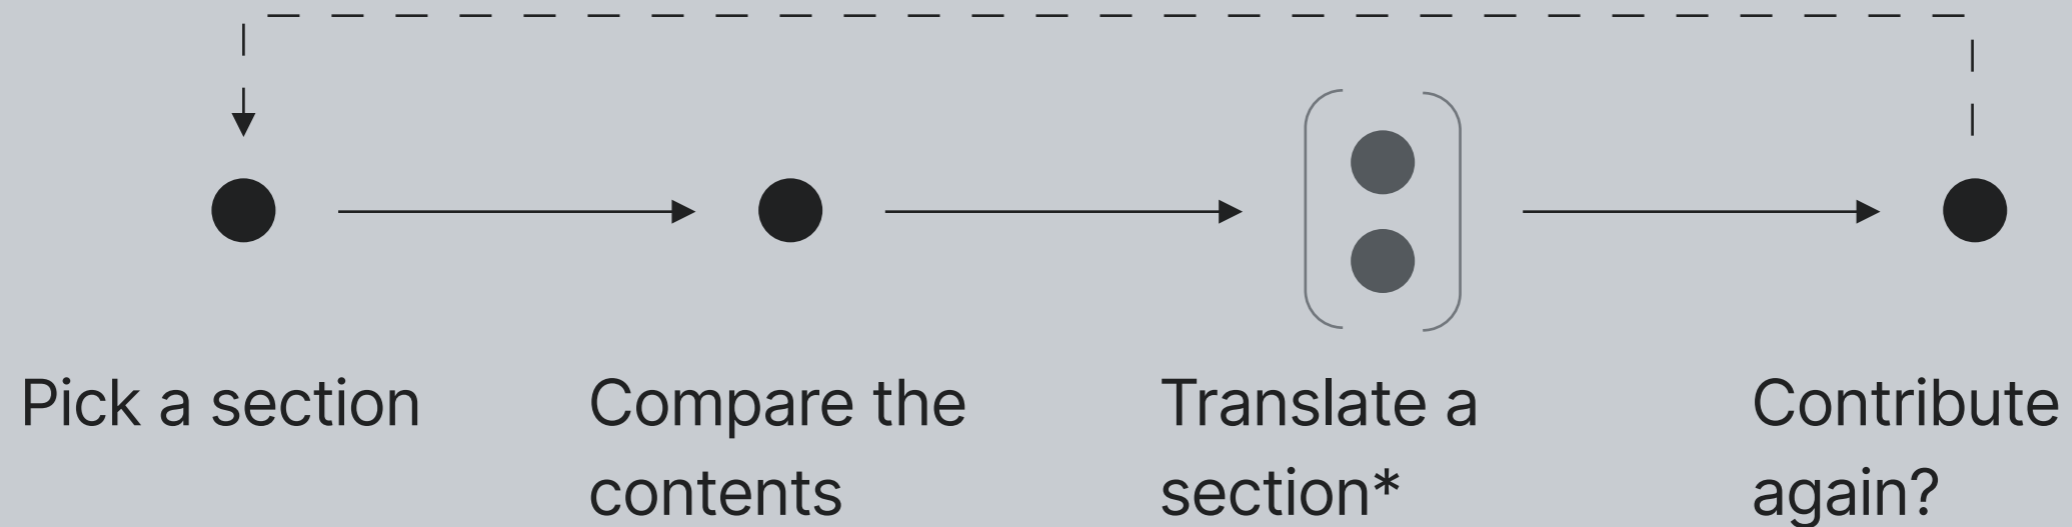 Pick a section
Compare the
contents
Translate a
section*
Contribute
again?